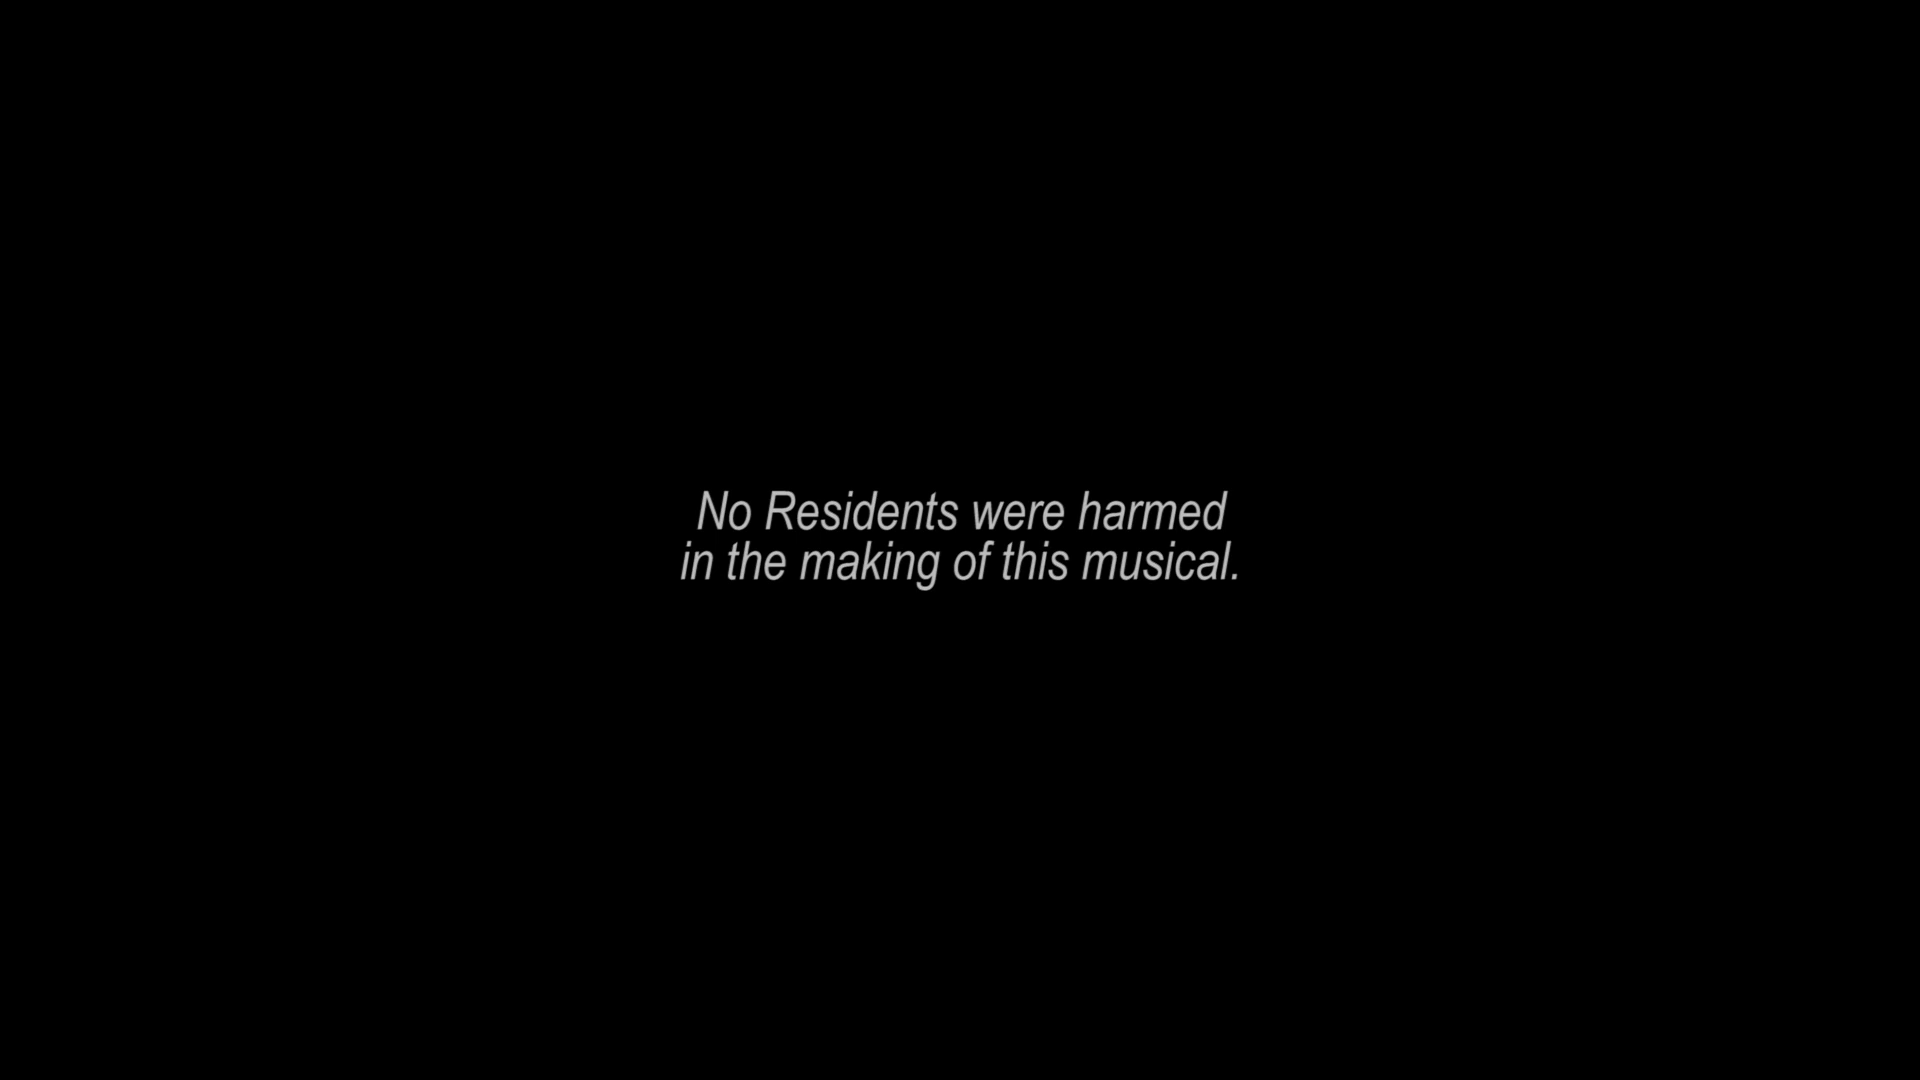 No Residents were harmed
in the making of this musical.